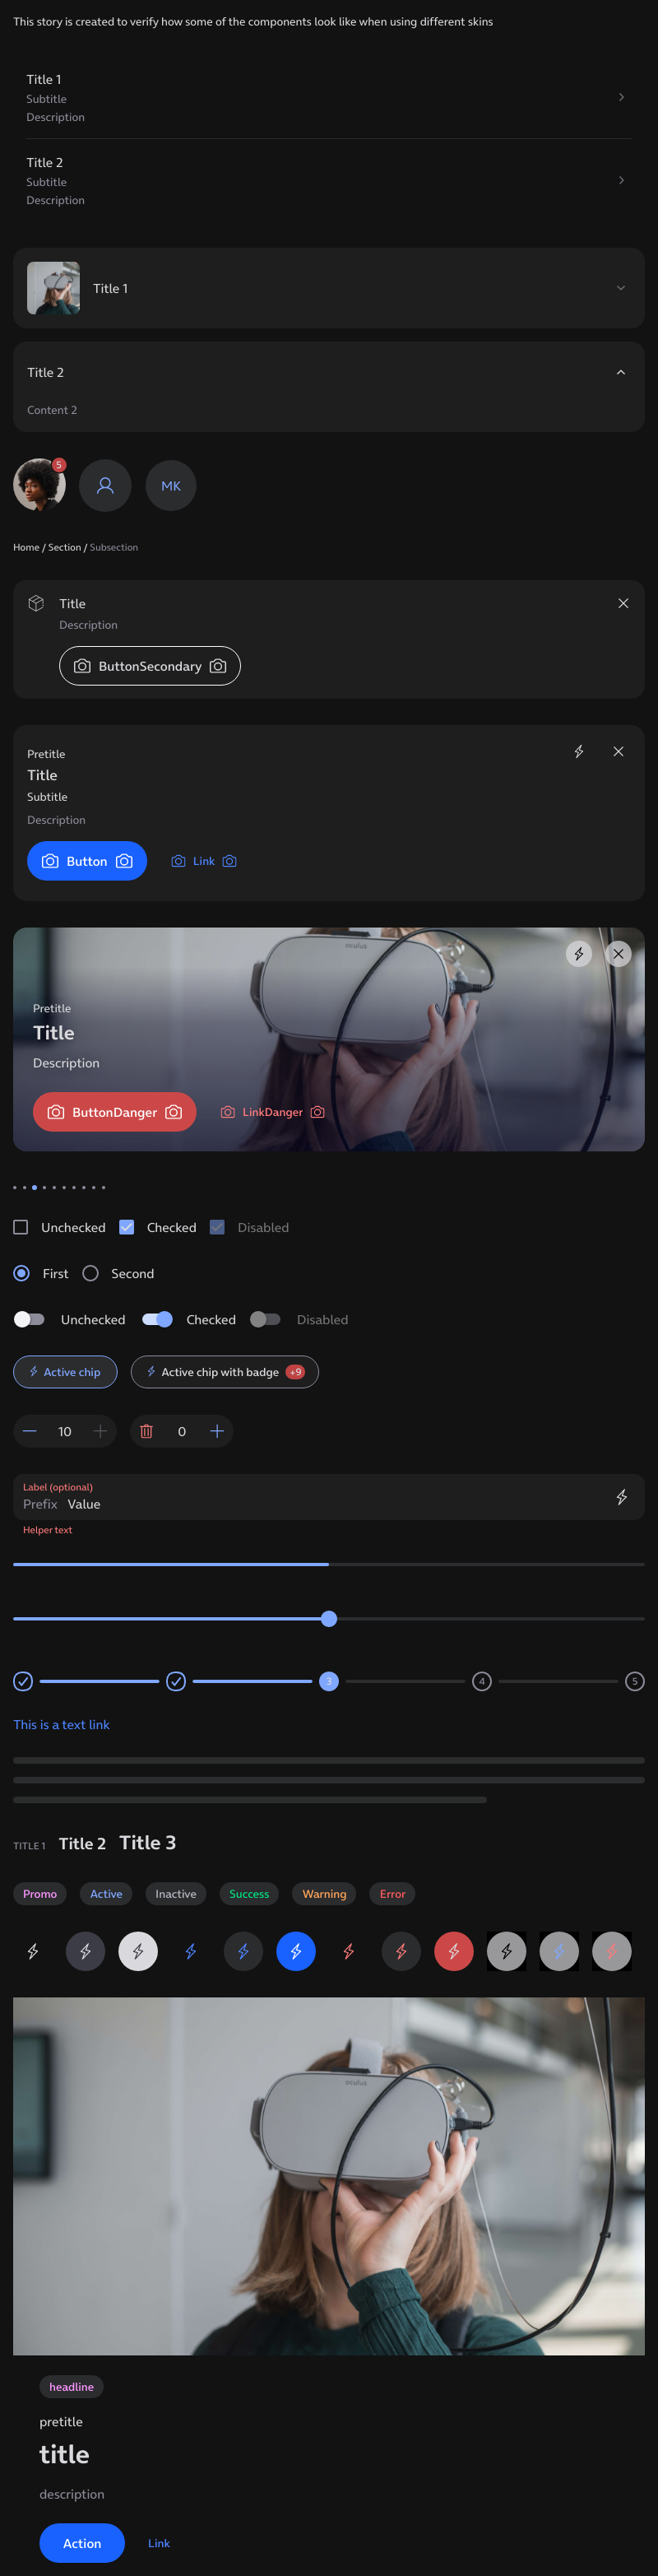 This story is created to verify how some of the components look like when using different skins
Title 1
Subtitle
Description
Title 2
Subtitle
Description
Title 1
Title 2
Content 2
5
MK
Home / Section / Subsection
Title
Description
ButtonSecondary
Pretitle
Title
Subtitle
Description
Button Link
oculus
Pretitle
Title
Description
ButtonDanger LinkDanger
Unchecked Checked Disabled
First Second
Unchecked Checked Disabled
Active chip Active chip with badge +9
10 0
Label (optional)
Prefix Value
Helper text
3 4 5
This is a text link
TITLE 1 Title 2 Title 3
Promo Active Inactive Success Warning Error
oculus
headline
pretitle
title
description
Action Link